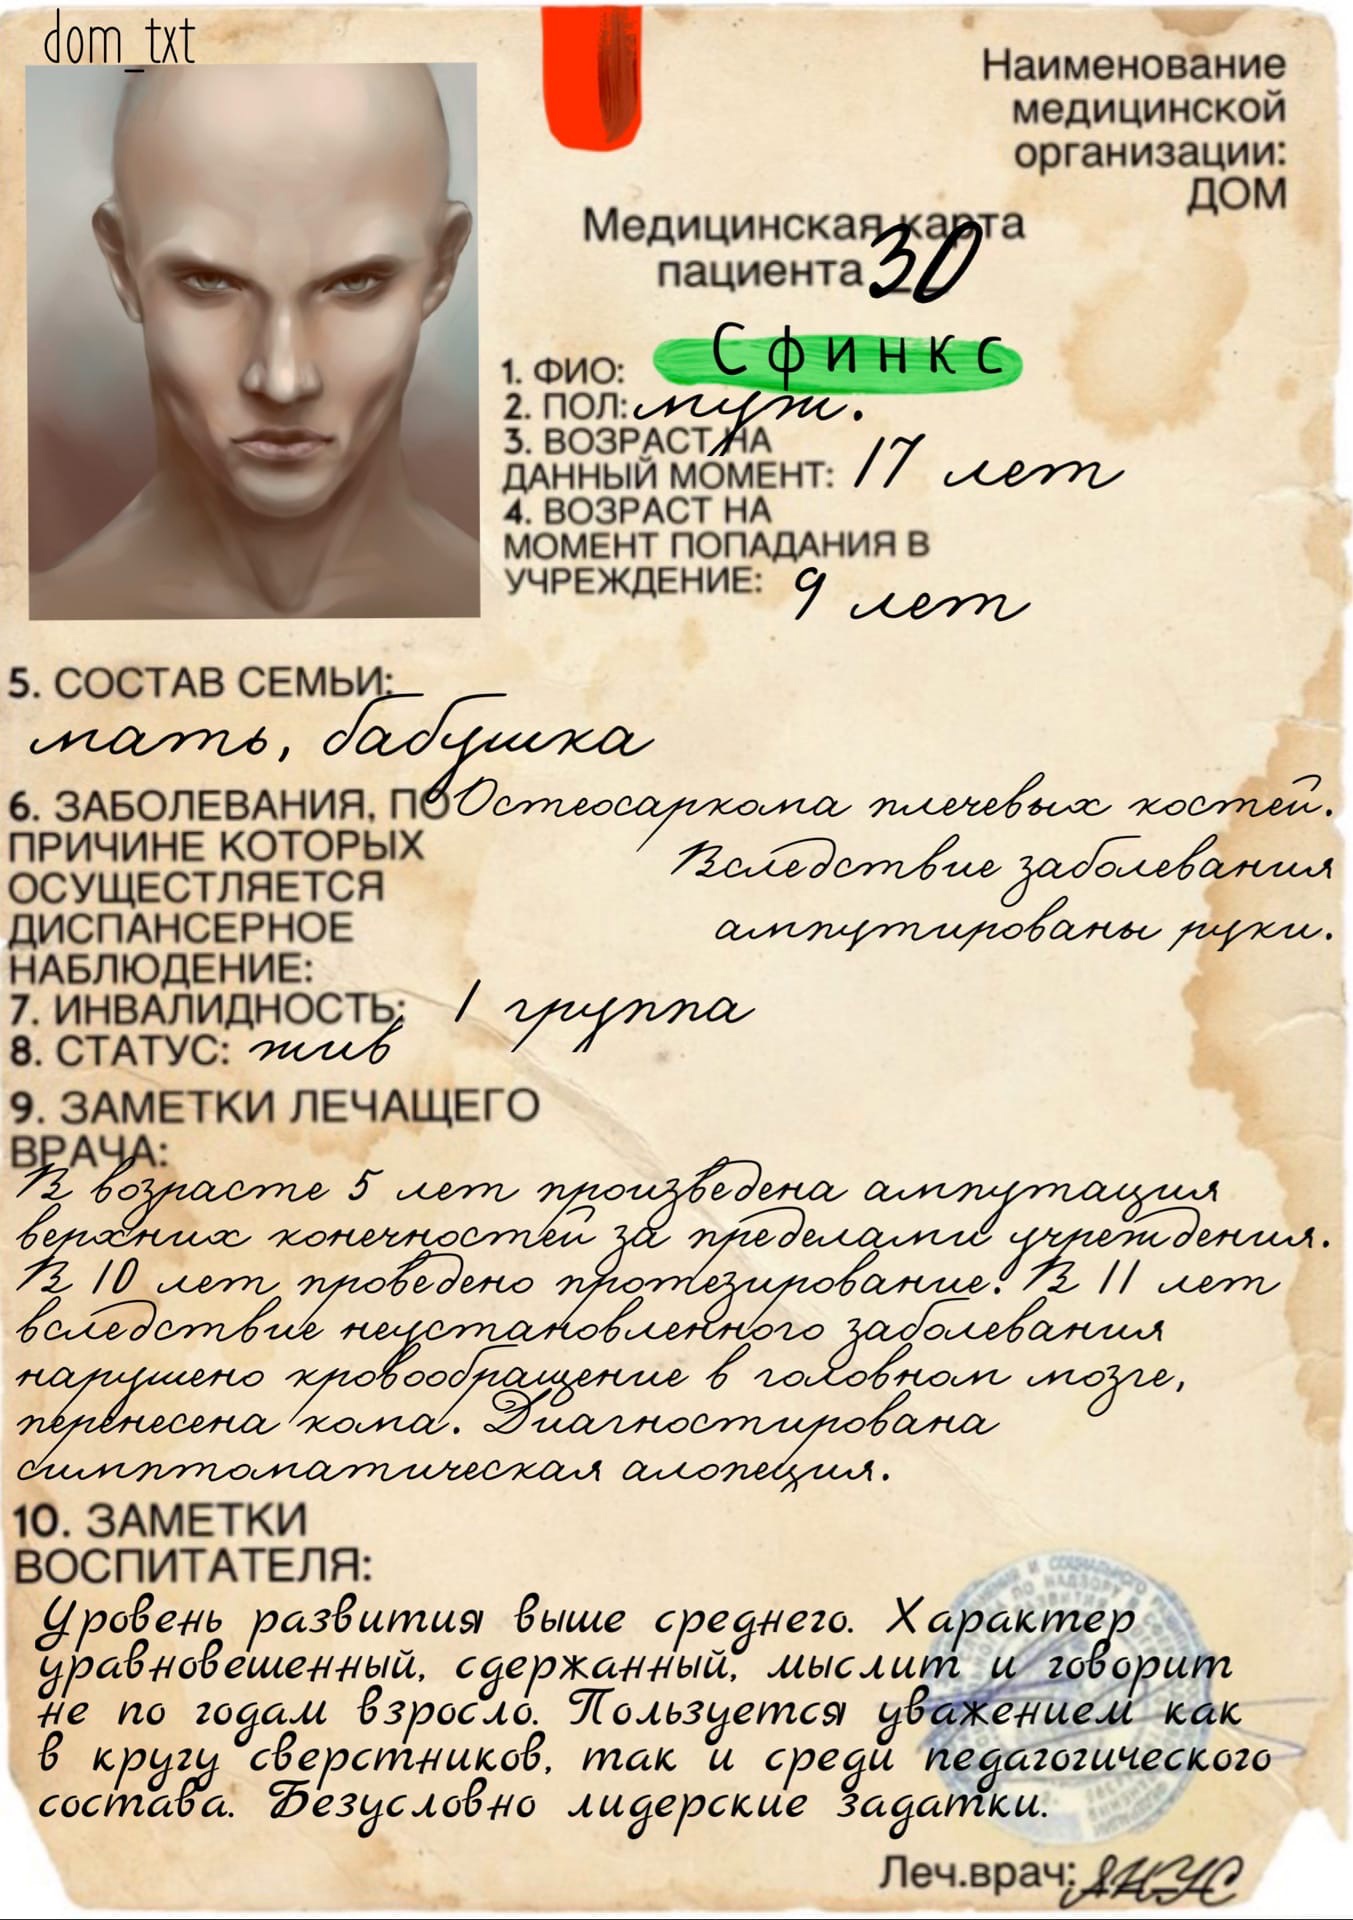 dom_txt
Наименование
медицинской
организации:
ДОМ
Медицинская карта
пациента 30
1. ФИО: Сфинкс
2. ПОЛ: муж.
3. ВОЗРАСТ НА
ДАННЫЙ МОМЕНТ: 17 лет
4. ВОЗРАСТ НА
МОМЕНТ ПОПАДАНИЯ В
УЧРЕЖДЕНИЕ: 9 лет
5. СОСТАВ СЕМЬИ:
мать, бабушка
6. ЗАБОЛЕВАНИЯ, ПО
ПРИЧИНЕ КОТОРЫХ
ОСУЩЕСТЛЯЕТСЯ
ДИСПАНСЕРНОЕ
НАБЛЮДЕНИЕ:
Остеосаркома плечевых костей.
Вследствие заболевания
ампутированы руки.
7. ИНВАЛИДНОСТЬ: 1 группа
8. СТАТУС: жив
9. ЗАМЕТКИ ЛЕЧАЩЕГО
ВРАЧА:
В возрасте 5 лет произведена ампутация
верхних конечностей за пределами учреждения.
В 10 лет проведено протезирование. В 11 лет
вследствие неустановленного заболевания
нарушено кровообращение в головном мозге,
перенесена кома. Диагностирована
симптоматическая алопеция.
10. ЗАМЕТКИ
ВОСПИТАТЕЛЯ:
Уровень развития выше среднего. Характер
уравновешенный, сдержанный, мыслит и говорит
не по годам взросло. Пользуется уважением как
в кругу сверстников, так и среди педагогического
состава. Безусловно лидерские задатки.
Леч.врач: ЯНУС